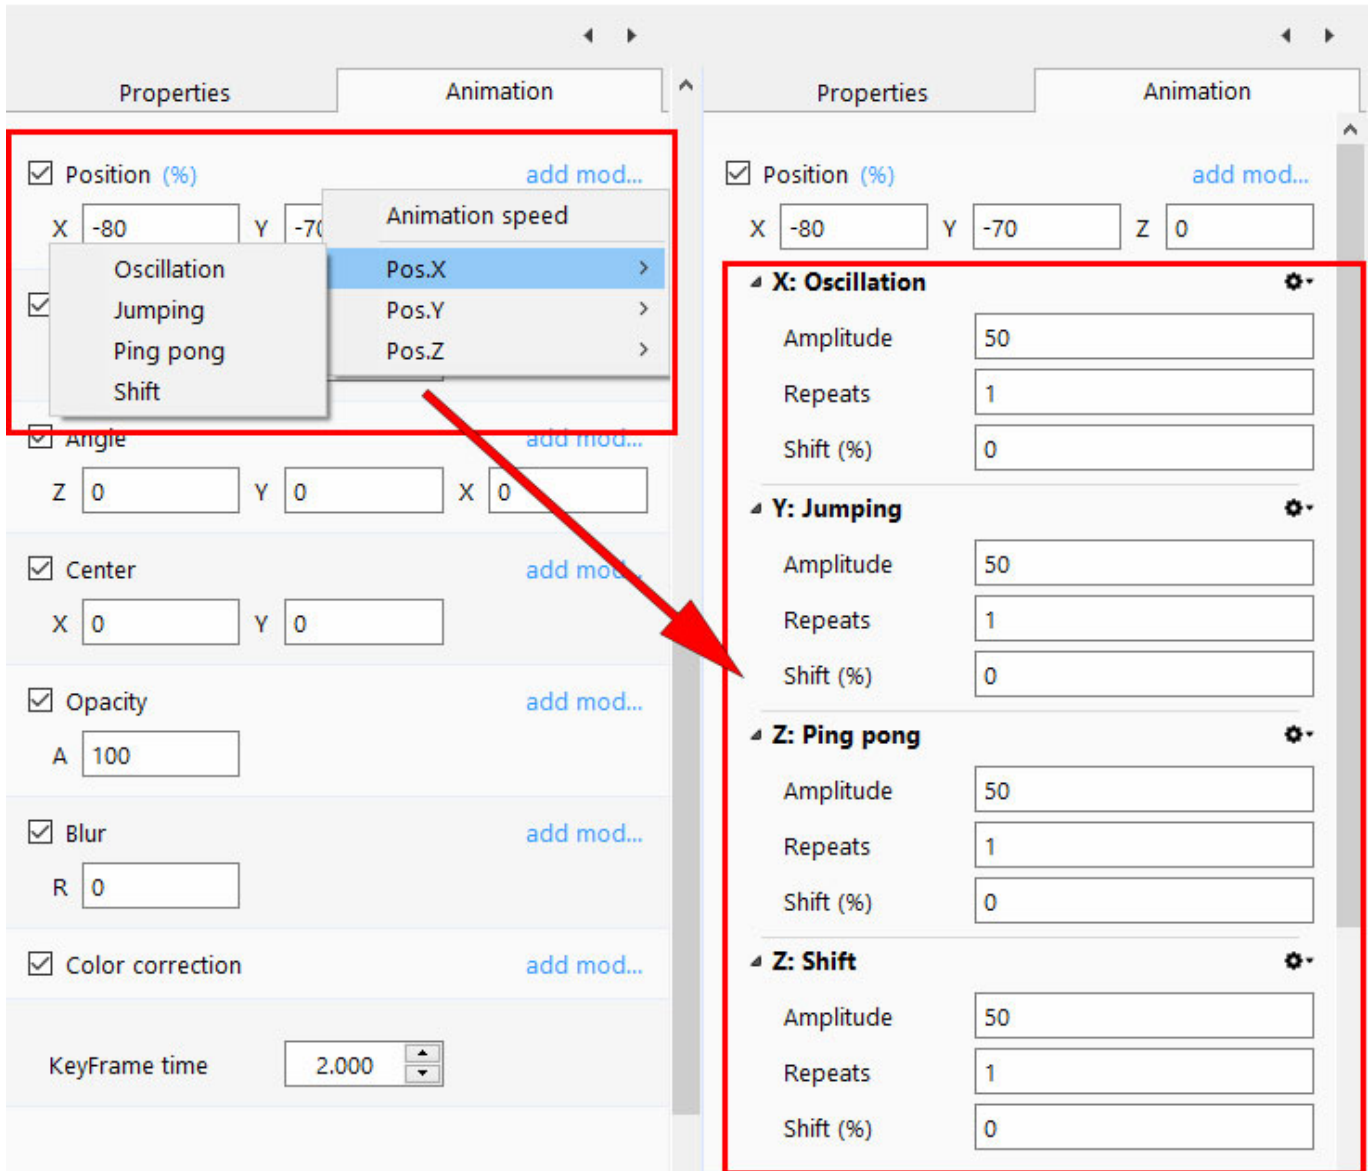 Properties
Animation
Position (%)
add mod...
X -80
Y -70
Animation speed
Pos.X
Pos.Y
Pos.Z
Oscillation
Jumping
Ping pong
Shift
Angle
add mod...
Z 0 Y 0 X 0
Center
add mod...
X 0 Y 0
Opacity
add mod...
A 100
Blur
add mod...
R 0
Color correction
add mod...
KeyFrame time 2.000
Properties
Animation
Position (%)
add mod...
X -80 Y -70 Z 0
X: Oscillation
Amplitude 50
Repeats 1
Shift (%) 0
Y: Jumping
Amplitude 50
Repeats 1
Shift (%) 0
Z: Ping pong
Amplitude 50
Repeats 1
Shift (%) 0
Z: Shift
Amplitude 50
Repeats 1
Shift (%) 0